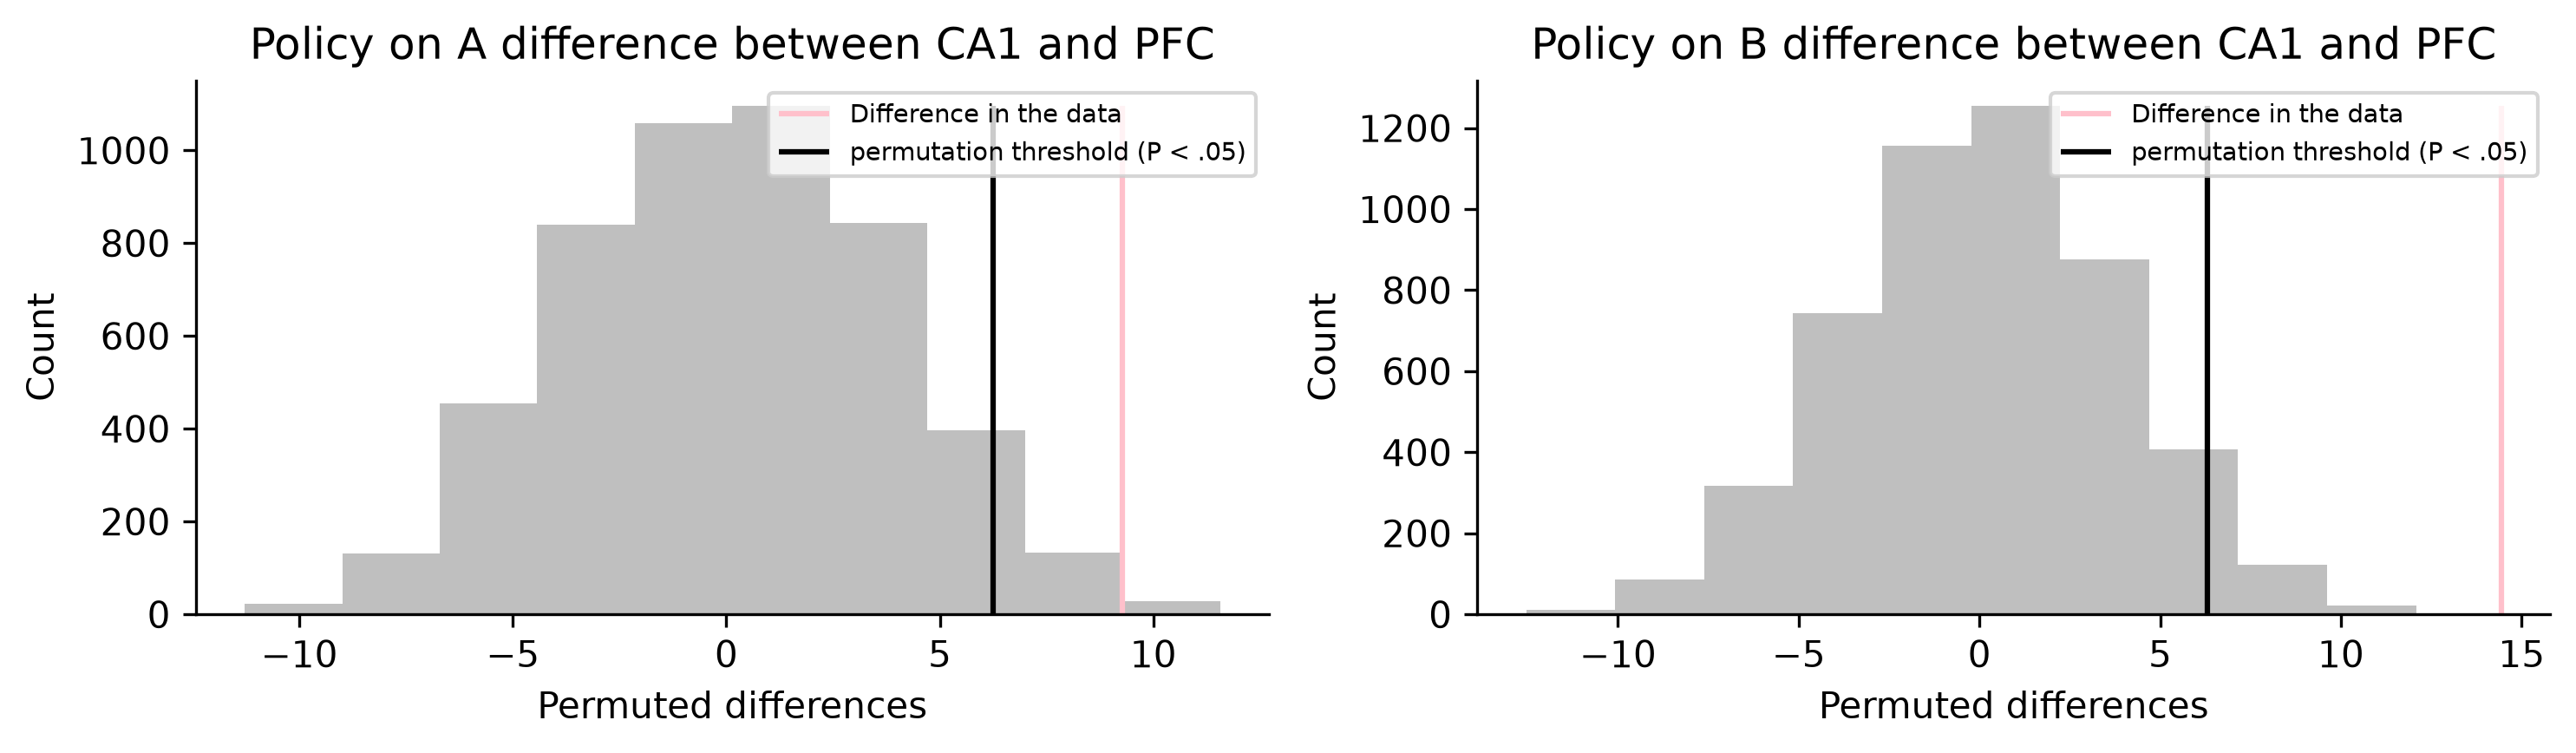 Policy on A difference between CA1 and PFC
Difference in the data
permutation threshold (P < .05)
1000
800
600
400
200
0
Count
−10 −5 0 5 10
Permuted differences
Policy on B difference between CA1 and PFC
Difference in the data
permutation threshold (P < .05)
1200
1000
800
600
400
200
0
Count
−10 −5 0 5 10 15
Permuted differences